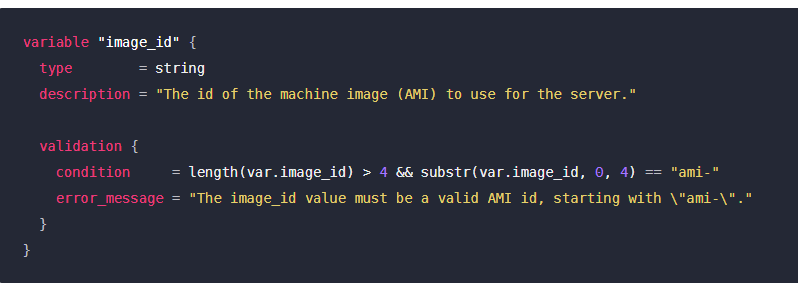 variable "image_id" {
  type        = string
  description = "The id of the machine image (AMI) to use for the server."

  validation {
    condition     = length(var.image_id) > 4 && substr(var.image_id, 0, 4) == "ami-"
    error_message = "The image_id value must be a valid AMI id, starting with \"ami-\"."
  }
}